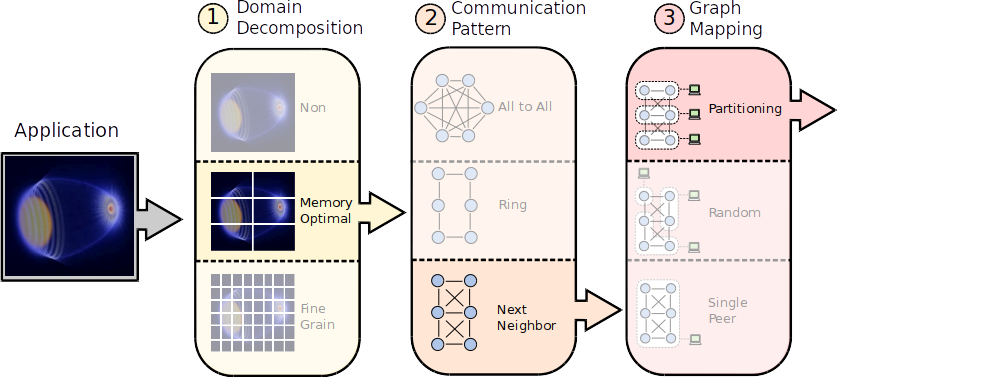 Application
1
Domain
Decomposition
Non
Memory
Optimal
Fine
Grain
2
Communication
Pattern
All to All
Ring
Next
Neighbor
3
Graph
Mapping
Partitioning
Random
Single
Peer